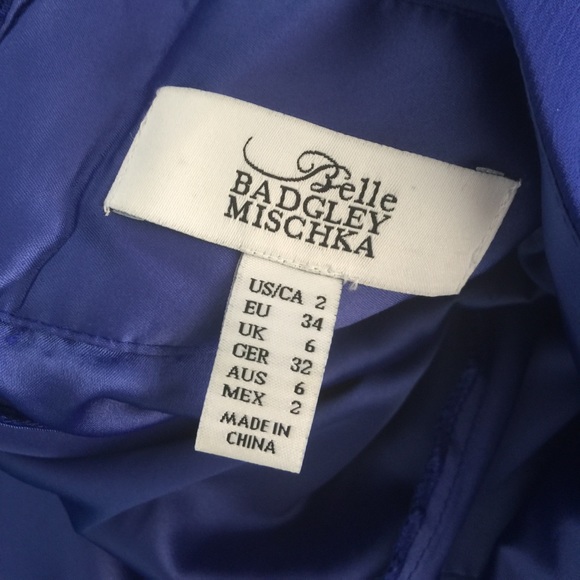 Belle
BADGLEY
MISCHKA
US/CA 2
EU 34
UK 6
GER 32
AUS 6
MEX 2
MADE IN
CHINA